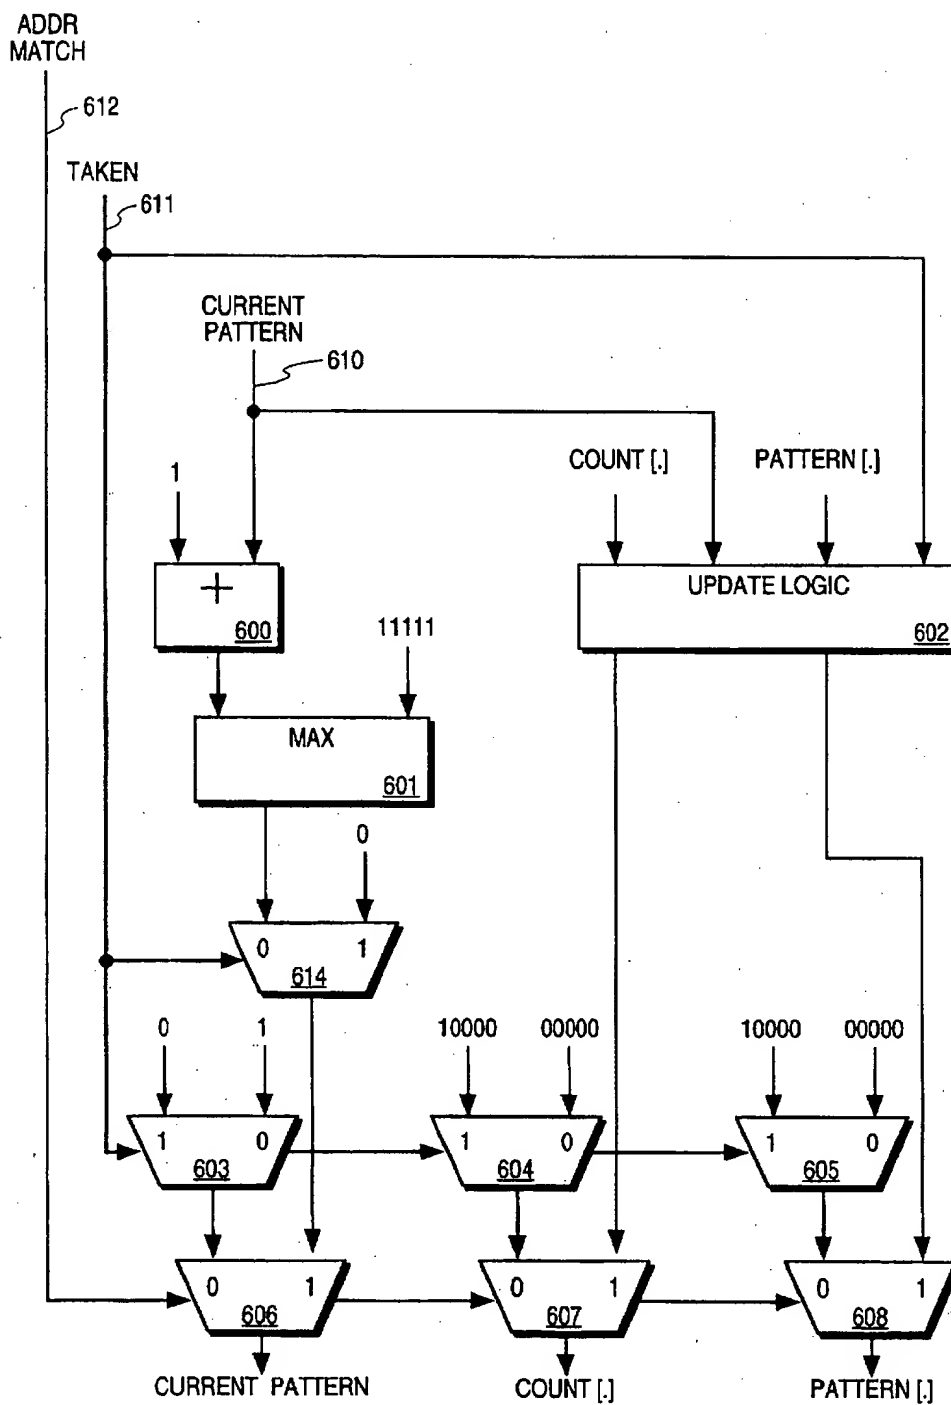 ADDR
MATCH
612
TAKEN
611
CURRENT
PATTERN
610
COUNT [.]
PATTERN [.]
1
+
600
UPDATE LOGIC
602
11111
MAX
601
0
0 1
614
0 1
10000 00000
10000 00000
1 0
603
1 0
604
1 0
605
0 1
606
0 1
607
0 1
608
CURRENT PATTERN
COUNT [.]
PATTERN [.]